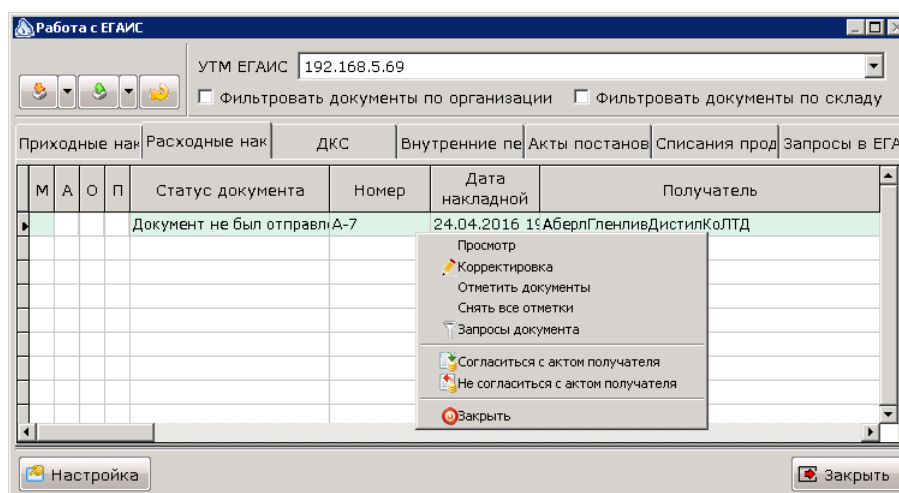 Работа с ЕГАИС
УТМ ЕГАИС 192.168.5.69
Фильтровать документы по организации Фильтровать документы по складу
Приходные нак Расходные нак ДКС Внутренние пе Акты постанов Списания прод Запросы в ЕГА
М А О П Статус документа Номер Дата накладной Получатель
Документ не был отправл А-7 24.04.2016 19 АберлГленливДистилКоЛТД
Просмотр
Корректировка
Отметить документы
Снять все отметки
Запросы документа
Согласиться с актом получателя
Не согласиться с актом получателя
Закрыть
Настройка Закрыть